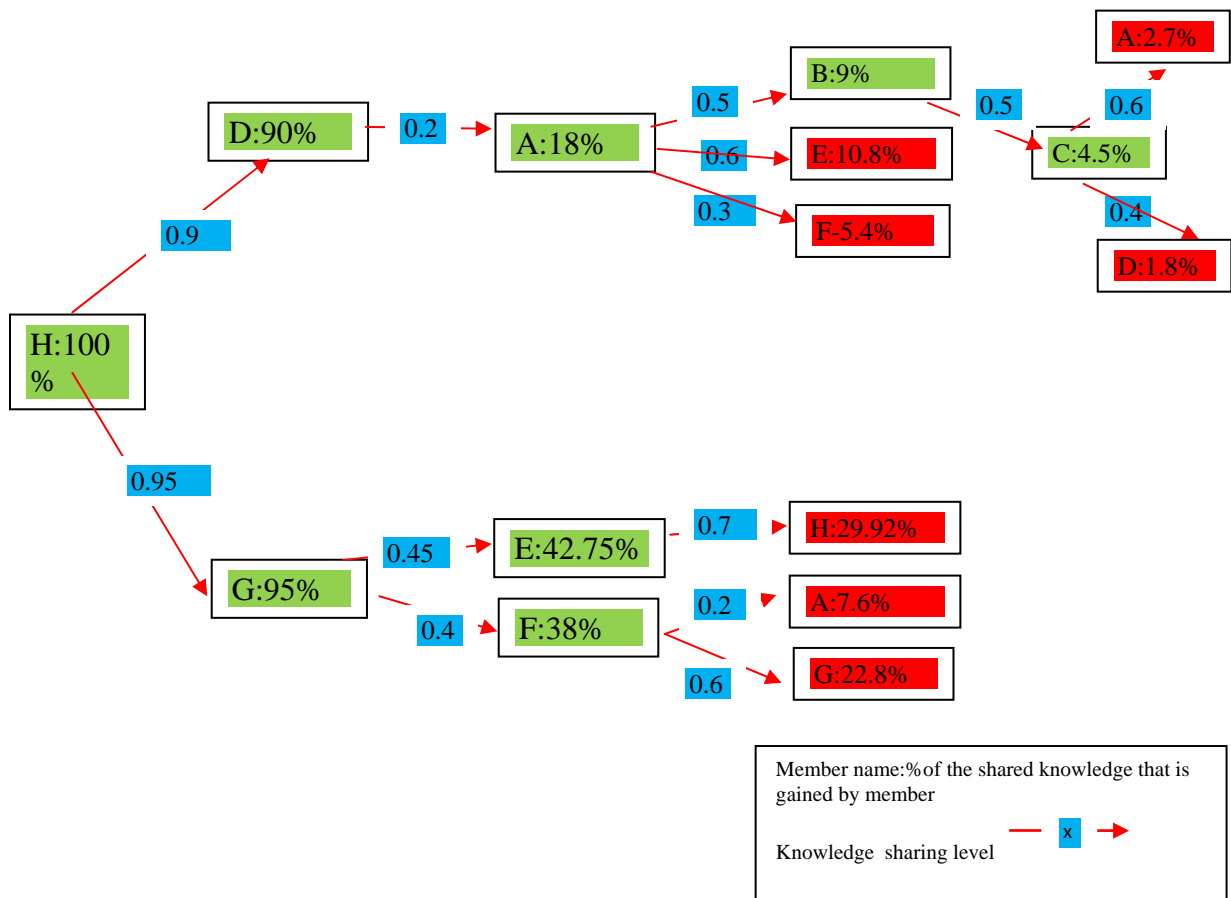 A:2.7%
B:9%
0.5
0.5
0.6
D:90%
0.2
A:18%
0.6
E:10.8%
C:4.5%
0.3
F-5.4%
0.4
0.9
D:1.8%
H:100
%
0.95
0.45
E:42.75%
0.7
H:29.92%
G:95%
0.4
F:38%
0.2
A:7.6%
0.6
G:22.8%
Member name:%of the shared knowledge that is
gained by member
x
Knowledge sharing level